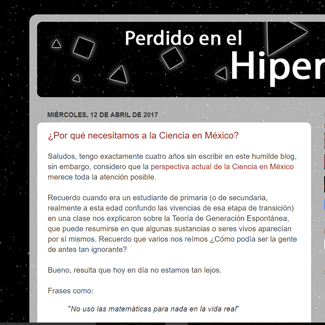 Perdido en el
Hiper
MIÉRCOLES, 12 DE ABRIL DE 2017
¿Por qué necesitamos a la Ciencia en México?
Saludos, tengo exactamente cuatro años sin escribir en este humilde blog,
sin embargo, considero que la perspectiva actual de la Ciencia en México
merece toda la atención posible.
Recuerdo cuando era un estudiante de primaria (o de secundaria,
realmente a esta edad confundo las vivencias de esa etapa de transición)
en una clase nos explicaron sobre la Teoría de Generación Espontánea,
que puede resumirse en que algunas sustancias o seres vivos aparecían
por sí mismos. Recuerdo que varios nos reímos ¿Cómo podía ser la gente
de antes tan ignorante?
Bueno, resulta que hoy en día no estamos tan lejos.
Frases como:
"No uso las matemáticas para nada en la vida real"